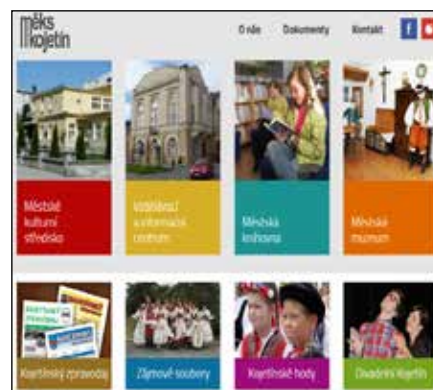 měks
kojetín
O nás Dokumenty Kontakt f
Městské
kulturní
středisko
Vzdělávací
a informační
centrum
Městská
knihovna
Městské
muzeum
Kojetínský zpravodaj
Zájmové soubory
Kojetínské hody
Divadelní Kojetín